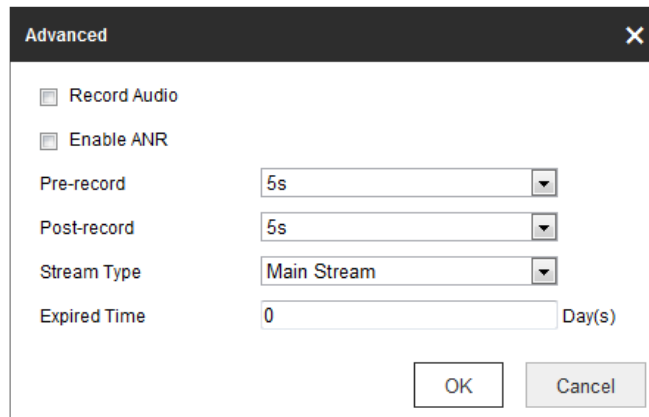 Advanced
Record Audio
Enable ANR
Pre-record 5s
Post-record 5s
Stream Type Main Stream
Expired Time 0 Day(s)
OK Cancel